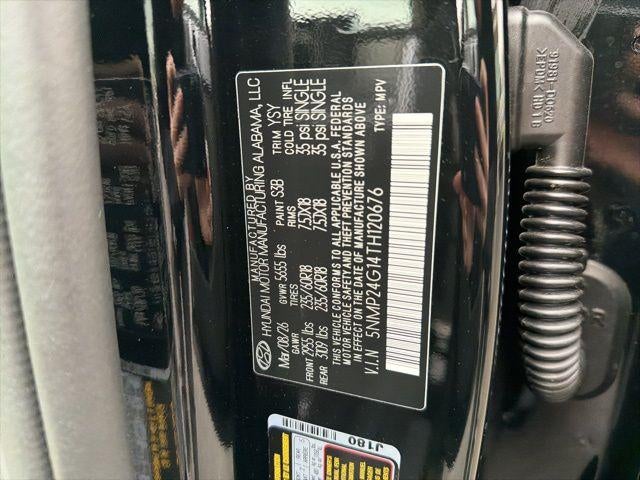 MANUFACTURED BY
HYUNDAI MOTOR MANUFACTURING ALABAMA, LLC
Mar/08/26 GVWR 5655 lbs PAINT S3B TRIM YSY
GAWR TIRES RIMS COLD TIRE INFL
FRONT 2955 lbs 235/60R18 7.5JX18 35 psi SINGLE
REAR 3109 lbs 235/60R18 7.5JX18 35 psi SINGLE
THIS VEHICLE CONFORMS TO ALL APPLICABLE U.S.A. FEDERAL
MOTOR VEHICLE SAFETY AND THEFT PREVENTION STANDARDS
IN EFFECT ON THE DATE OF MANUFACTURE SHOWN ABOVE
V.I.N 5NMP24G14TH120676 TYPE: MPV
J180
>EPDM<